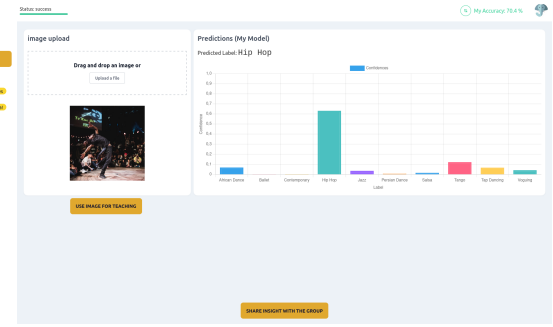 Status: success
My Accuracy: 78.4 %
image upload
Drag and drop an image or
Upload a file
USE IMAGE FOR TEACHING
Predictions (My Model)
Predicted Label: Hip Hop
Confidences
Confidence
1.0
0.9
0.8
0.7
0.6
0.5
0.4
0.3
0.2
0.1
0
African Dance
Ballet
Contemporary
Hip Hop
Jazz
Persian Dance
Salsa
Tango
Tap Dancing
Voguing
Label
SHARE INSIGHT WITH THE GROUP